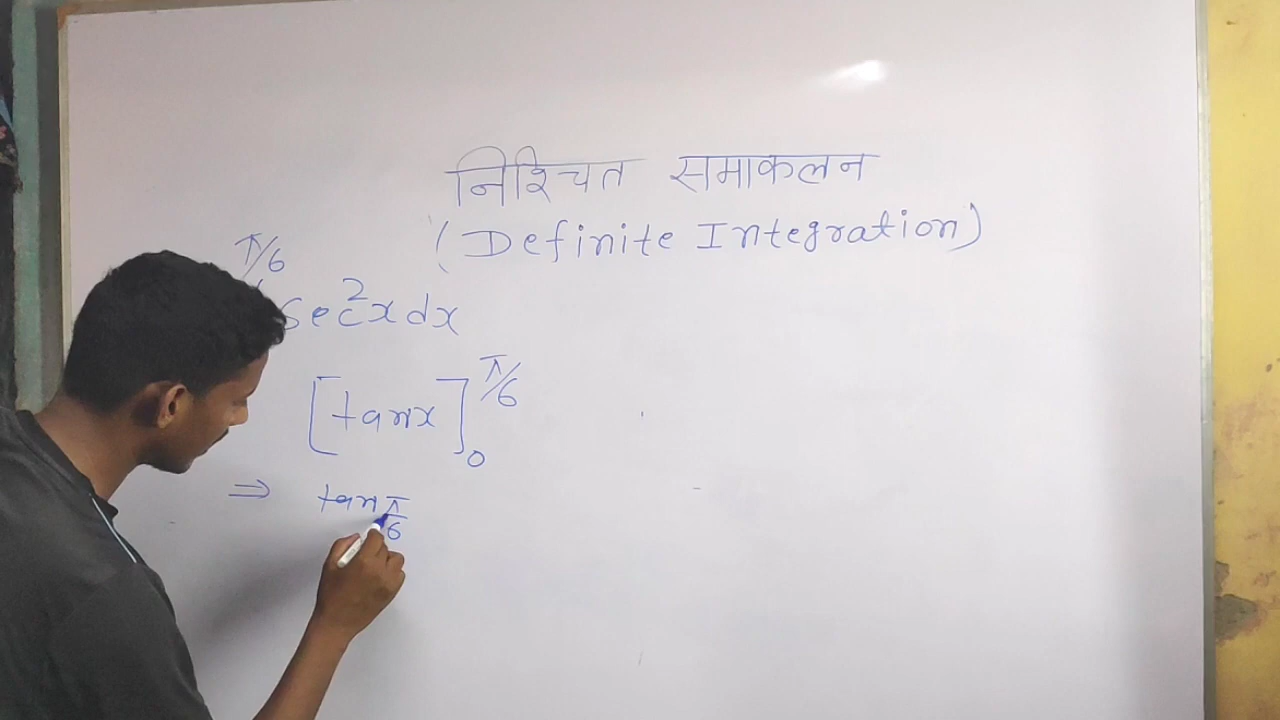 निश्चित समाकलन
(Definite Integration)
π/6
sec²x dx
[tanx]₀^π/6
⇒ tan π/6